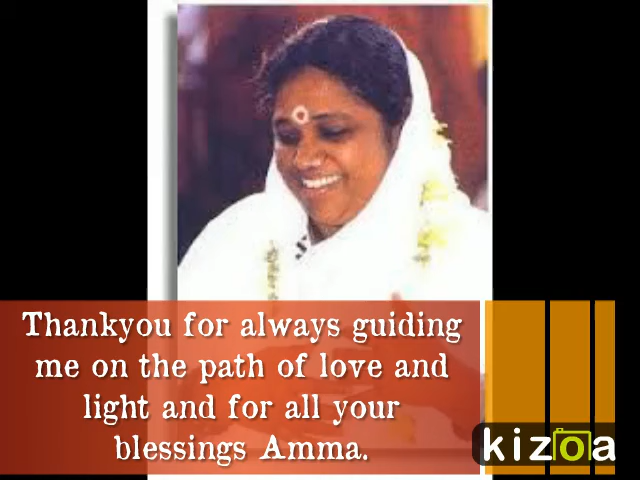 Thankyou for always guiding
me on the path of love and
light and for all your
blessings Amma.
kizoa